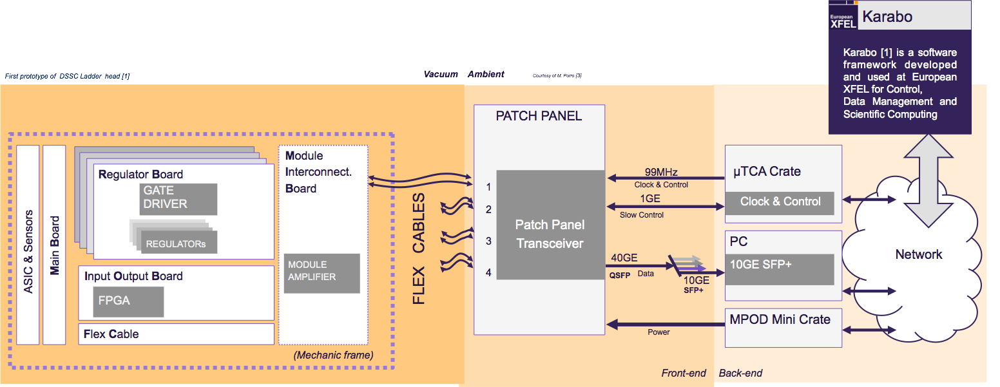 European
XFEL
Karabo
Karabo [1] is a software
framework developed
and used at European
XFEL for Control,
Data Management and
Scientific Computing
First prototype of DSSC Ladder head [1]
Vacuum
Ambient
Courtesy of M. Porro [3]
ASIC & Sensors
Main Board
Regulator Board
GATE
DRIVER
REGULATORs
Input Output Board
FPGA
Flex Cable
Module
Interconnect.
Board
MODULE
AMPLIFIER
(Mechanic frame)
FLEX CABLES
PATCH PANEL
1
2
3
4
Patch Panel
Transceiver
99MHz
Clock & Control
1GE
Slow Control
40GE
QSFP
Data
10GE
SFP+
Power
µTCA Crate
Clock & Control
PC
10GE SFP+
MPOD Mini Crate
Network
Front-end
Back-end